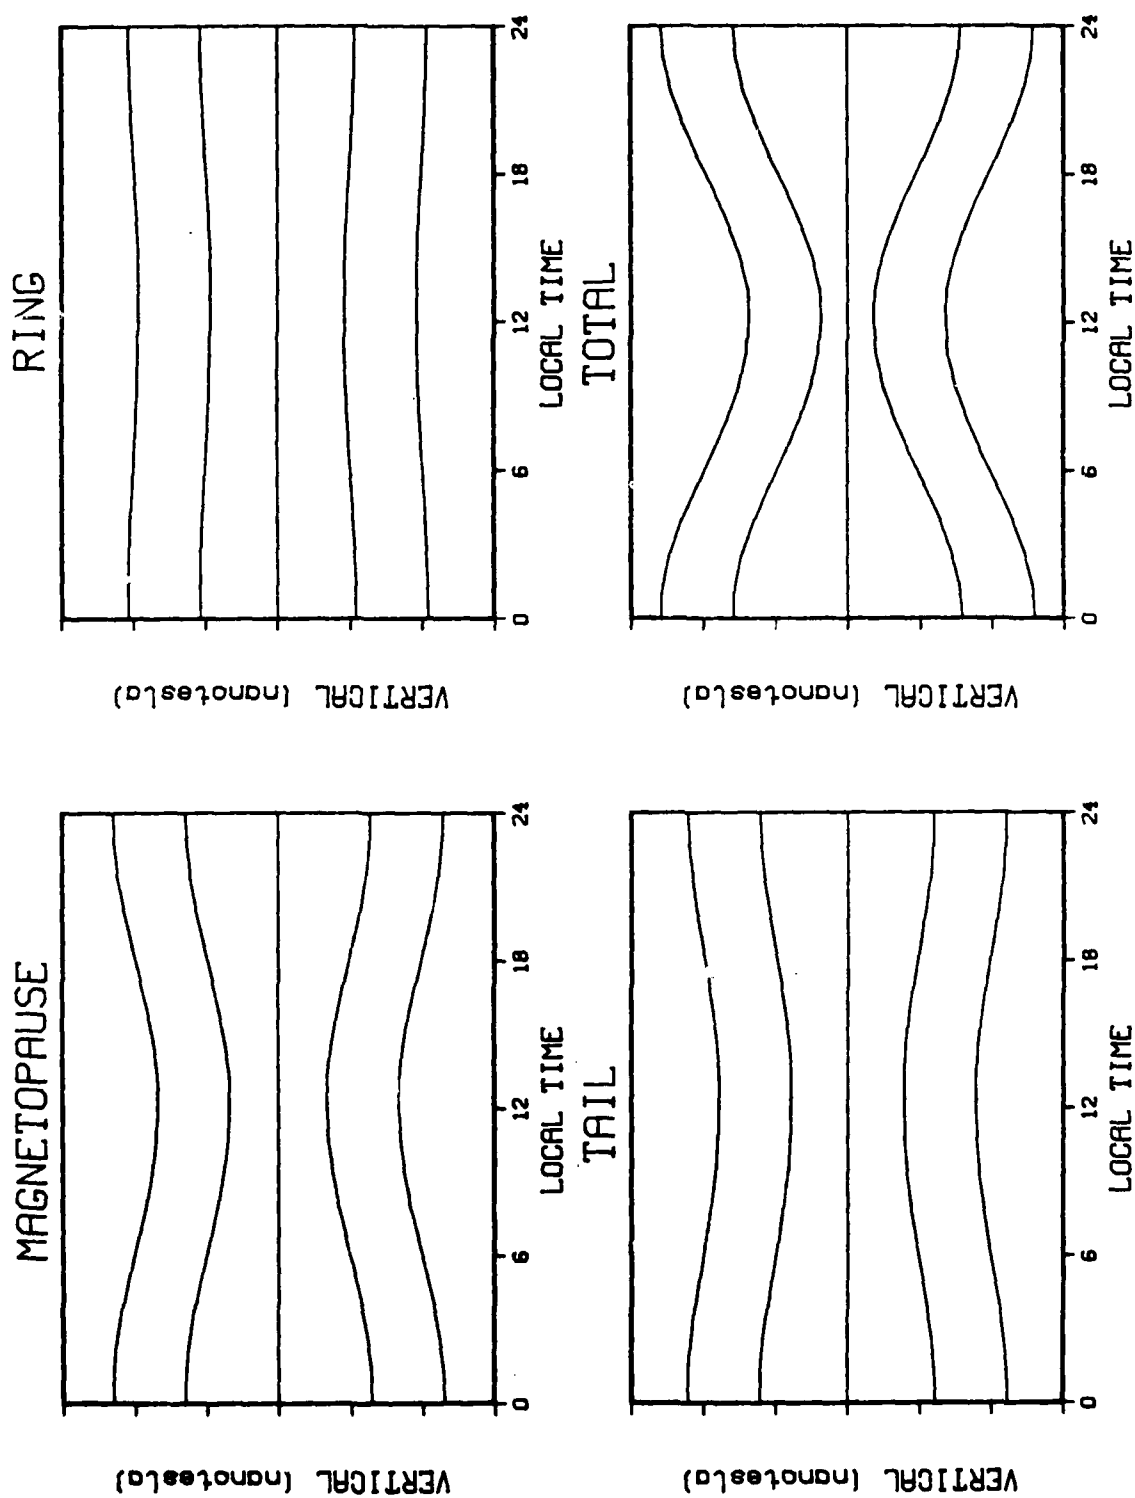 MAGNETOPAUSE
VERTICAL (nanotesla)
0 6 12 18 24
LOCAL TIME
RING
VERTICAL (nanotesla)
0 6 12 18 24
LOCAL TIME
TAIL
VERTICAL (nanotesla)
0 6 12 18 24
LOCAL TIME
TOTAL
VERTICAL (nanotesla)
0 6 12 18 24
LOCAL TIME